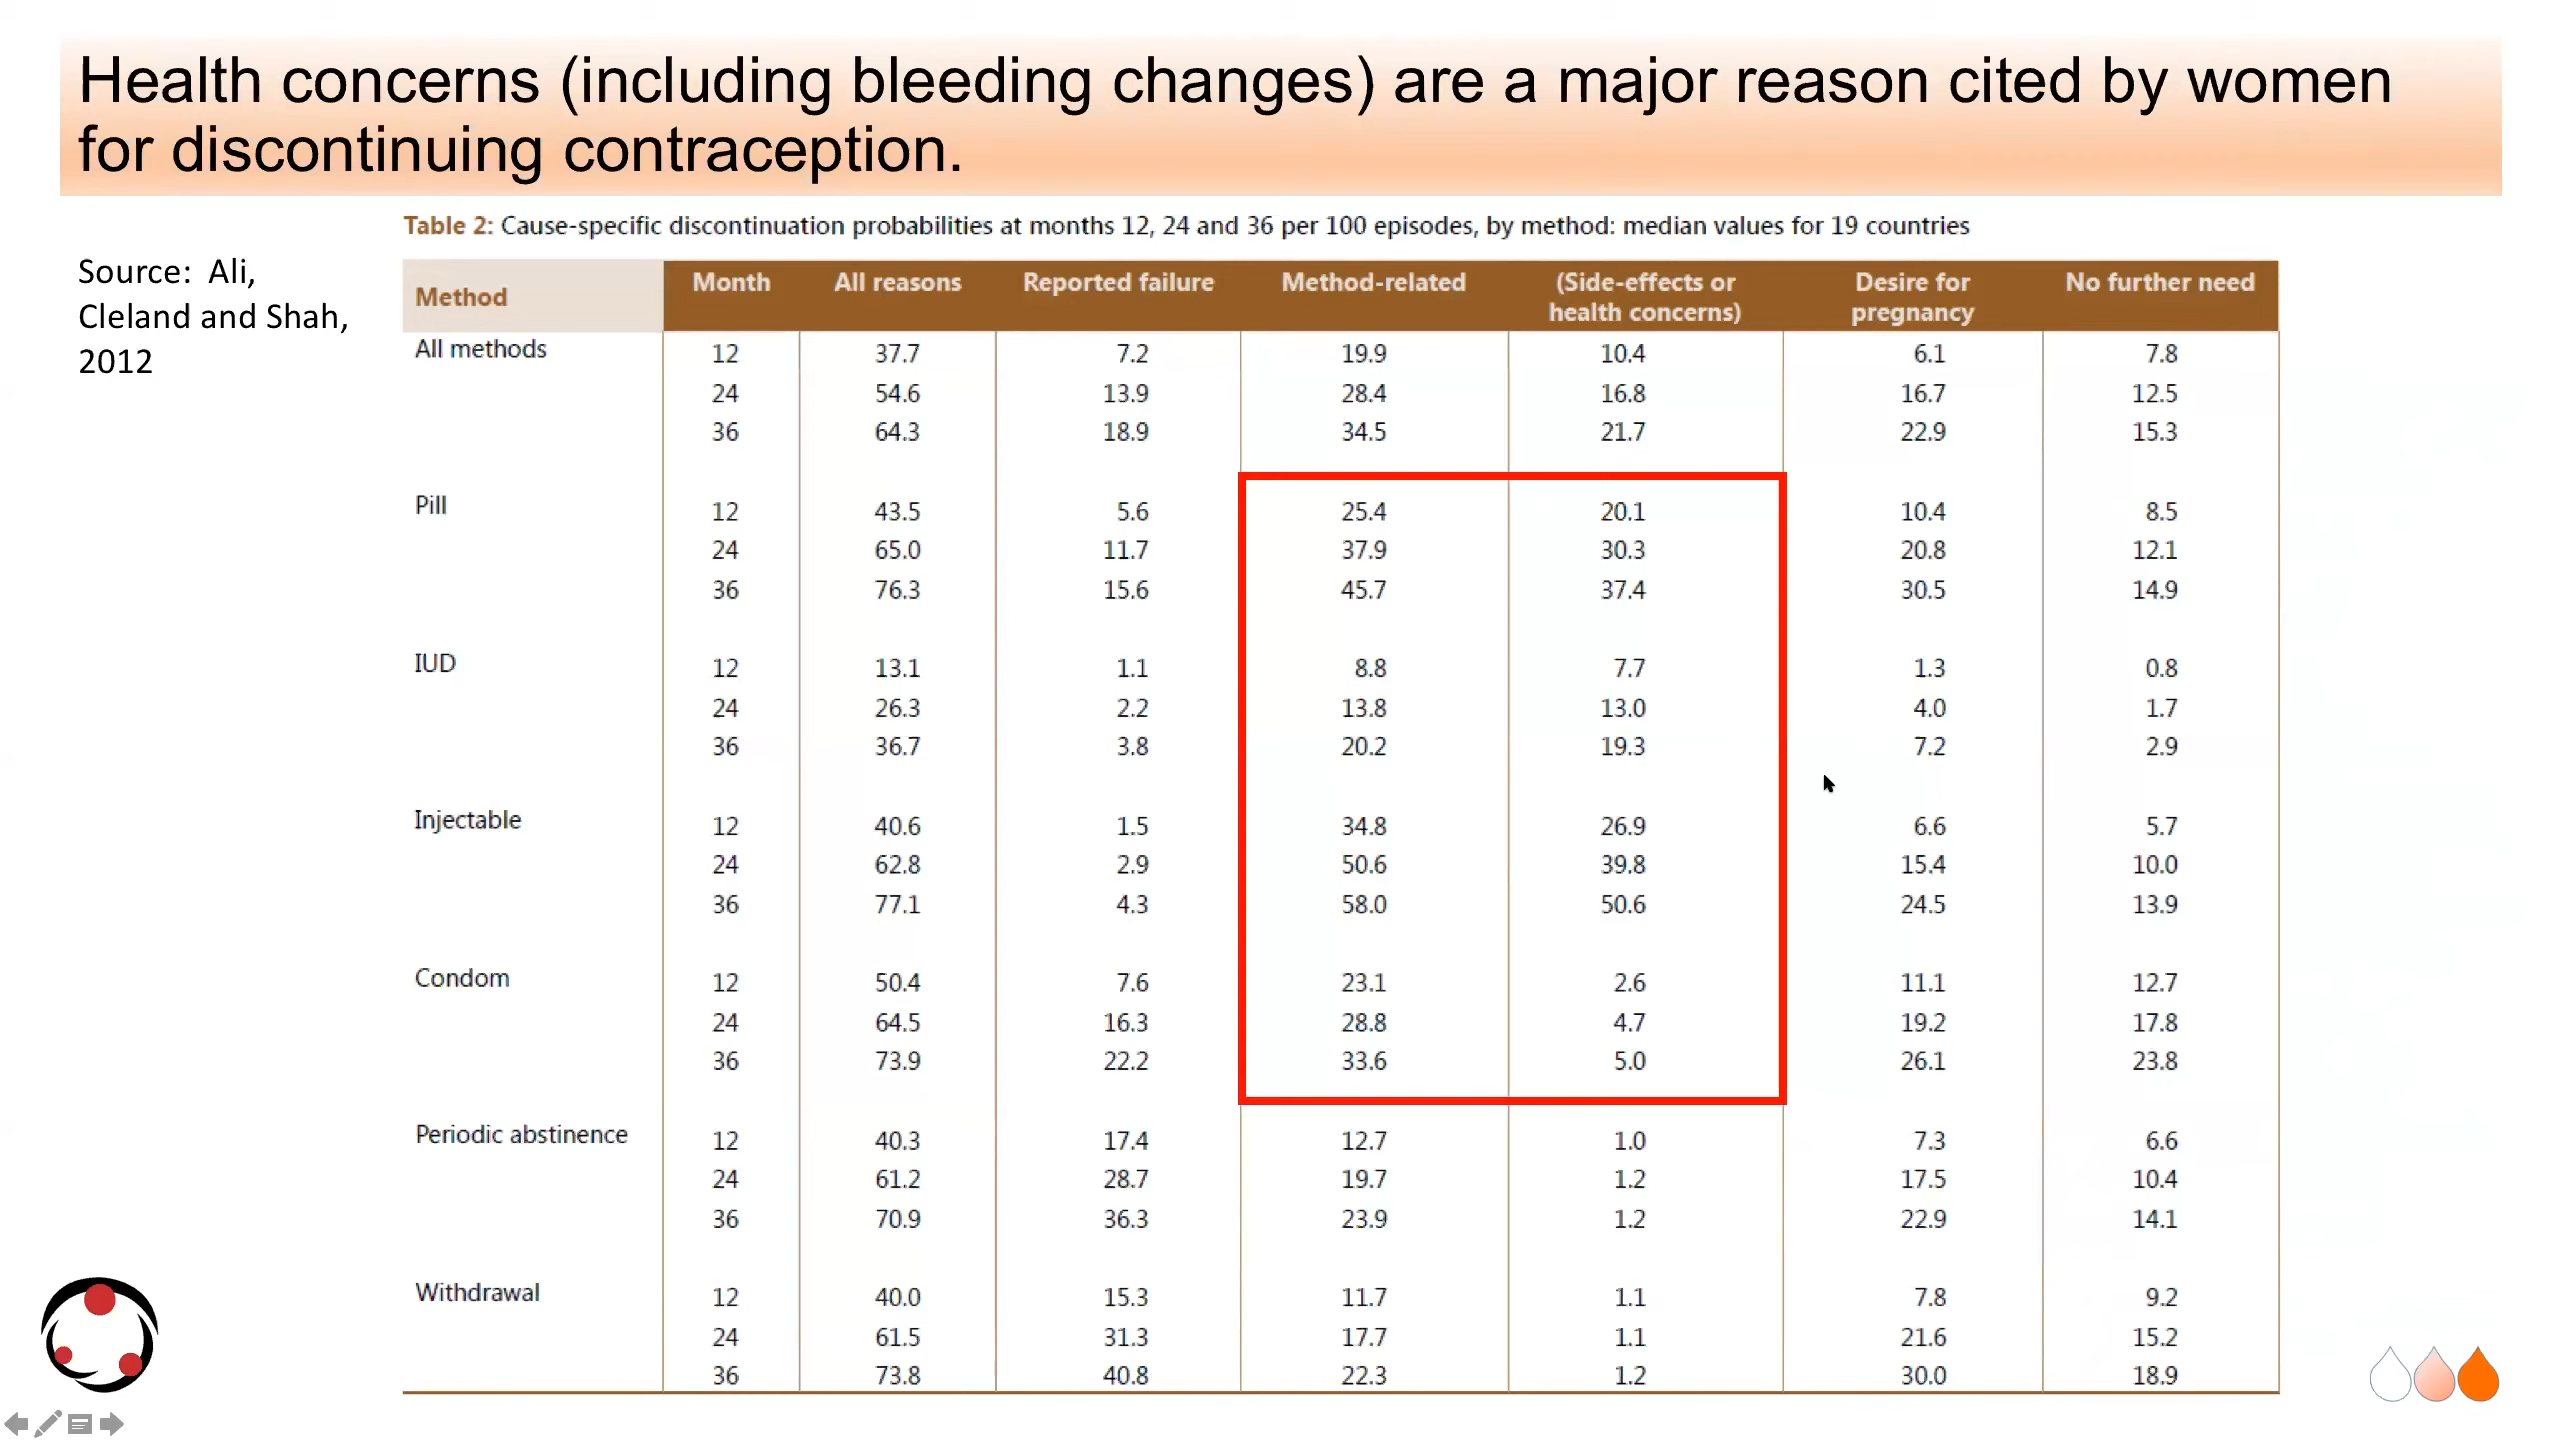 Health concerns (including bleeding changes) are a major reason cited by women
for discontinuing contraception.
Source: Ali,
Cleland and Shah,
2012
Table 2: Cause-specific discontinuation probabilities at months 12, 24 and 36 per 100 episodes, by method: median values for 19 countries
Method Month All reasons Reported failure Method-related (Side-effects or health concerns) Desire for pregnancy No further need
All methods 12 37.7 7.2 19.9 10.4 6.1 7.8
24 54.6 13.9 28.4 16.8 16.7 12.5
36 64.3 18.9 34.5 21.7 22.9 15.3
Pill 12 43.5 5.6 25.4 20.1 10.4 8.5
24 65.0 11.7 37.9 30.3 20.8 12.1
36 76.3 15.6 45.7 37.4 30.5 14.9
IUD 12 13.1 1.1 8.8 7.7 1.3 0.8
24 26.3 2.2 13.8 13.0 4.0 1.7
36 36.7 3.8 20.2 19.3 7.2 2.9
Injectable 12 40.6 1.5 34.8 26.9 6.6 5.7
24 62.8 2.9 50.6 39.8 15.4 10.0
36 77.1 4.3 58.0 50.6 24.5 13.9
Condom 12 50.4 7.6 23.1 2.6 11.1 12.7
24 64.5 16.3 28.8 4.7 19.2 17.8
36 73.9 22.2 33.6 5.0 26.1 23.8
Periodic abstinence 12 40.3 17.4 12.7 1.0 7.3 6.6
24 61.2 28.7 19.7 1.2 17.5 10.4
36 70.9 36.3 23.9 1.2 22.9 14.1
Withdrawal 12 40.0 15.3 11.7 1.1 7.8 9.2
24 61.5 31.3 17.7 1.1 21.6 15.2
36 73.8 40.8 22.3 1.2 30.0 18.9